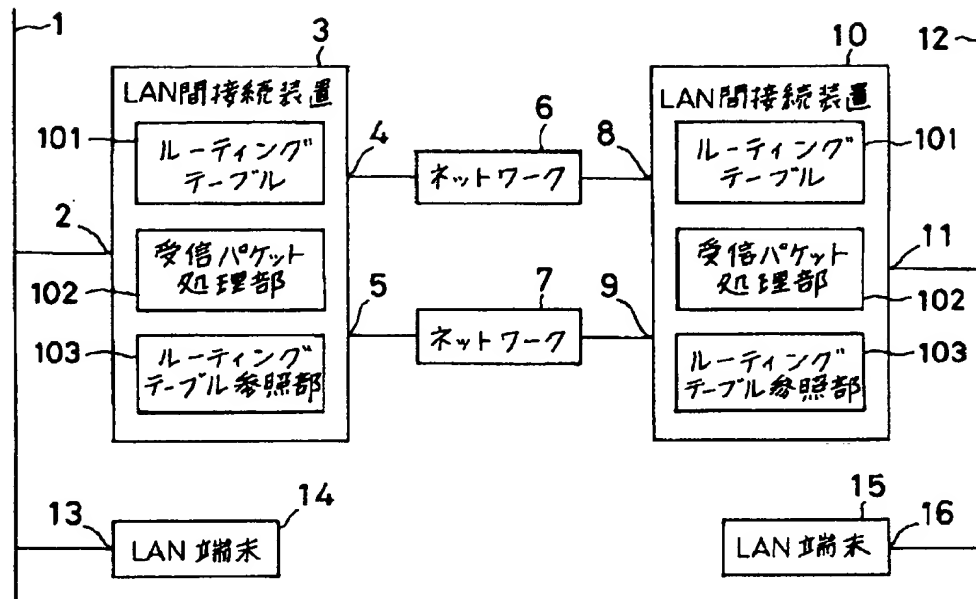 1
3
10
12
LAN間接続装置
LAN間接続装置
101
ルーティング
テーブル
4
6
ネットワーク
8
ルーティング
テーブル
101
2
102
受信パケット
処理部
受信パケット
処理部
11
102
5
7
ネットワーク
9
103
ルーティング
テーブル参照部
ルーティング
テーブル参照部
103
13
14
LAN端末
15
LAN端末
16